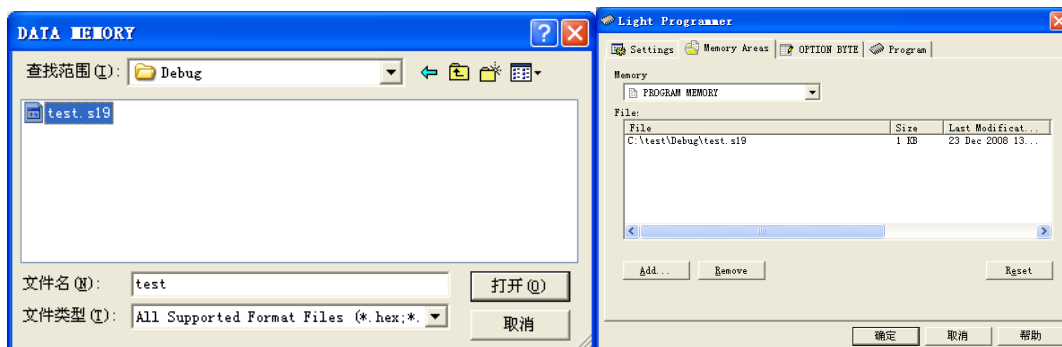 DATA MEMORY
查找范围(I): Debug
test.s19
文件名(N): test 打开(O)
文件类型(T): All Supported Format Files (*.hex;*. 取消
Light Programmer
Settings Memory Areas OPTION BYTE Program
Memory
PROGRAM MEMORY
File:
File Size Last Modificat...
C:\test\Debug\test.s19 1 KB 23 Dec 2008 13...
Add... Remove Reset
确定 取消 帮助